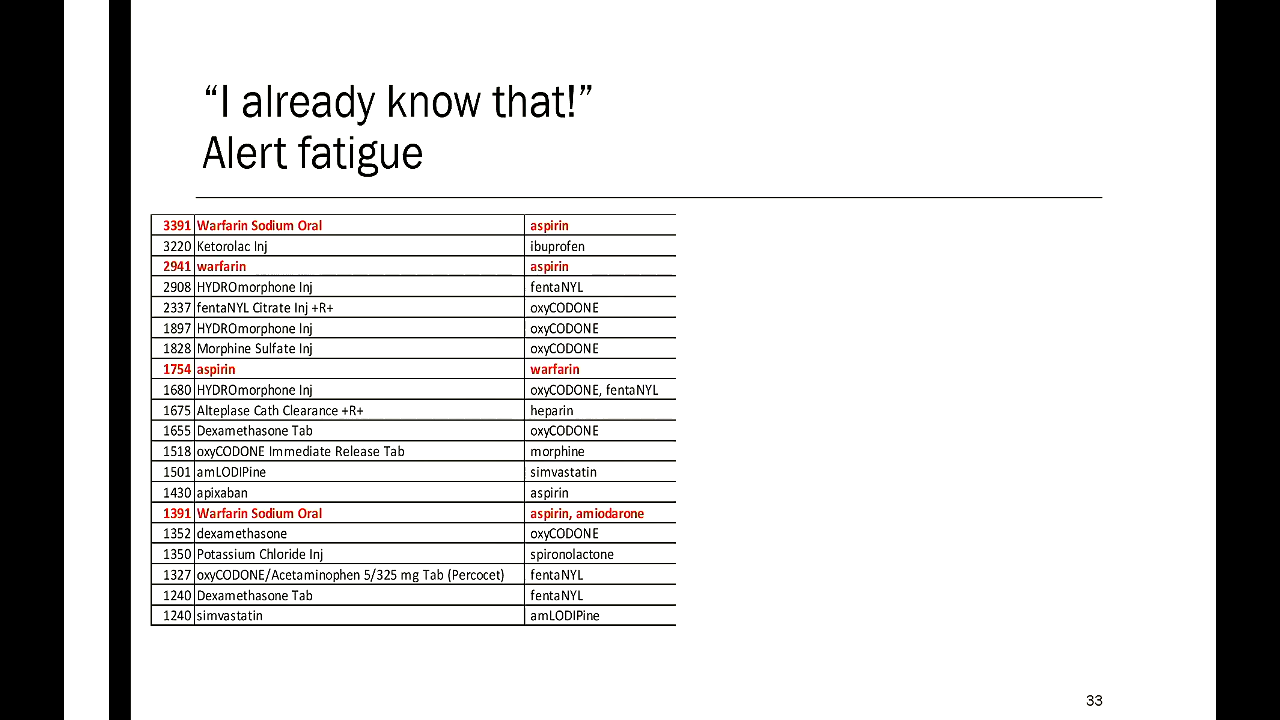 “I already know that!”
Alert fatigue
3391 Warfarin Sodium Oral aspirin
3220 Ketorolac Inj ibuprofen
2941 warfarin aspirin
2908 HYDROmorphone Inj fentaNYL
2337 fentaNYL Citrate Inj +R+ oxyCODONE
1897 HYDROmorphone Inj oxyCODONE
1828 Morphine Sulfate Inj oxyCODONE
1754 aspirin warfarin
1680 HYDROmorphone Inj oxyCODONE, fentaNYL
1675 Alteplase Cath Clearance +R+ heparin
1655 Dexamethasone Tab oxyCODONE
1518 oxyCODONE Immediate Release Tab morphine
1501 amLODIPine simvastatin
1430 apixaban aspirin
1391 Warfarin Sodium Oral aspirin, amiodarone
1352 dexamethasone oxyCODONE
1350 Potassium Chloride Inj spironolactone
1327 oxyCODONE/Acetaminophen 5/325 mg Tab (Percocet) fentaNYL
1240 Dexamethasone Tab fentaNYL
1240 simvastatin amLODIPine
33